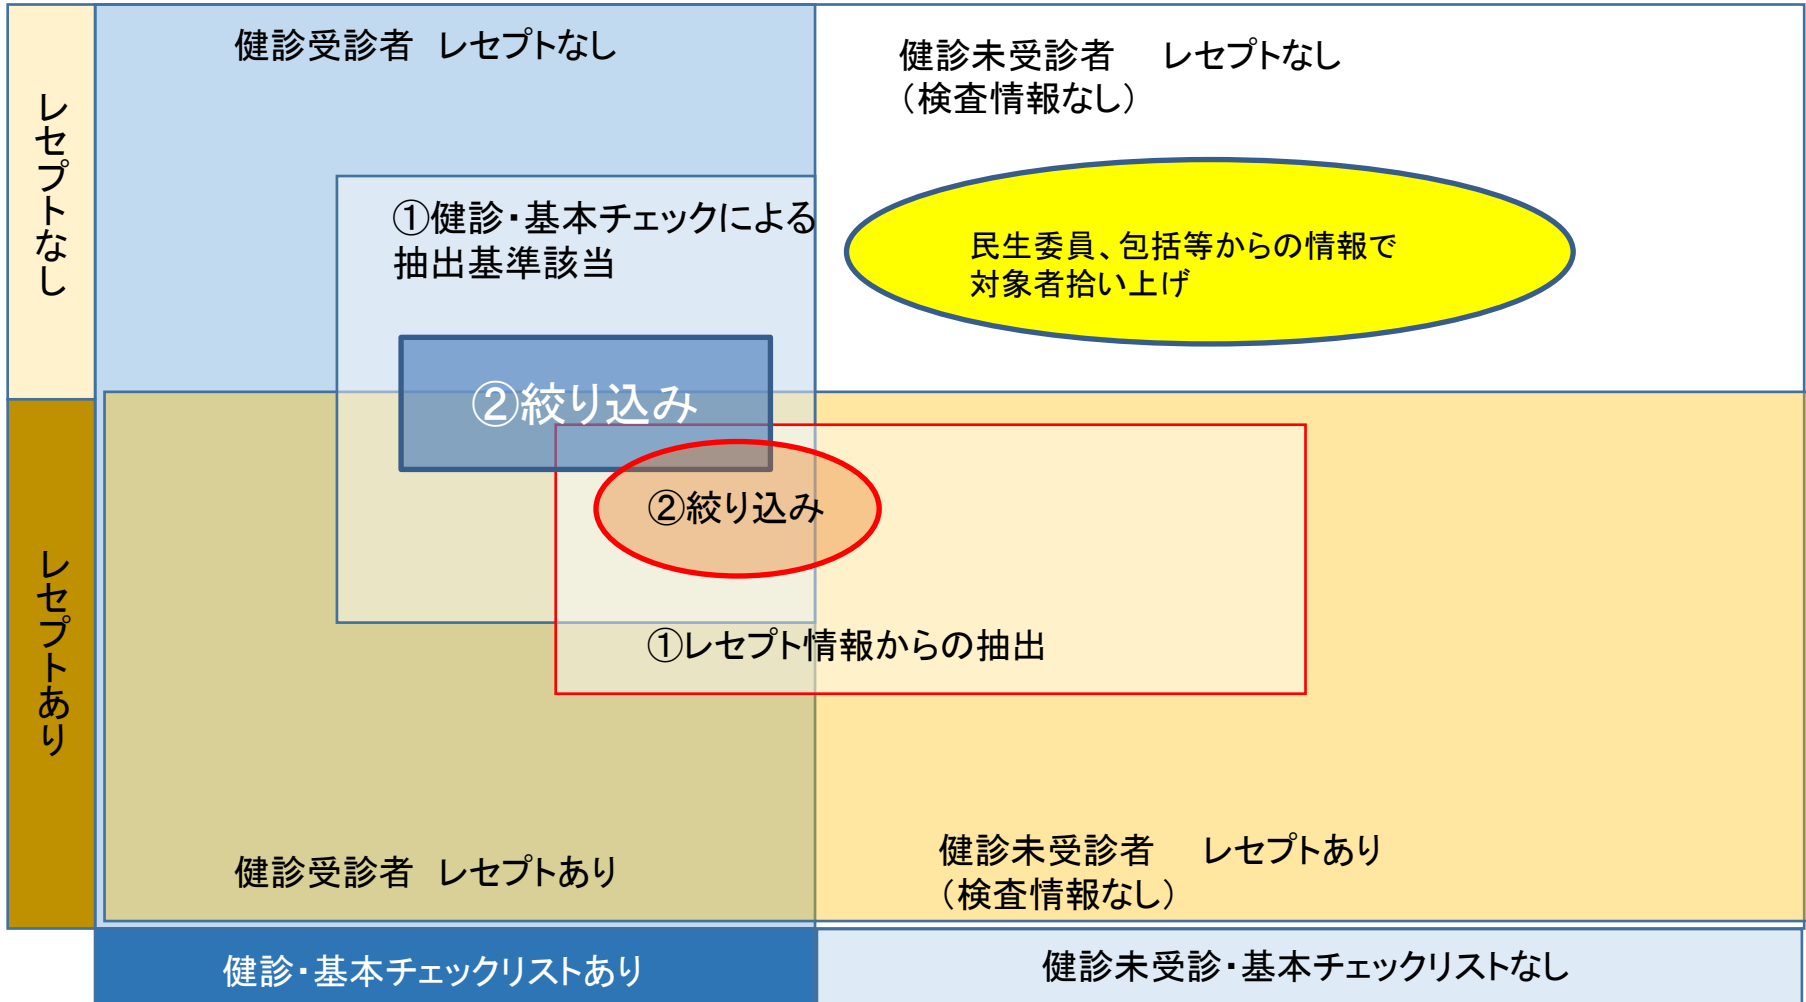 健診受診者　レセプトなし
健診未受診者　　レセプトなし
（検査情報なし）
レセプトなし
①健診・基本チェックによる
抽出基準該当
民生委員、包括等からの情報で
対象者拾い上げ
②絞り込み
②絞り込み
①レセプト情報からの抽出
レセプトあり
健診受診者　レセプトあり
健診未受診者　　レセプトあり
（検査情報なし）
健診・基本チェックリストあり
健診未受診・基本チェックリストなし